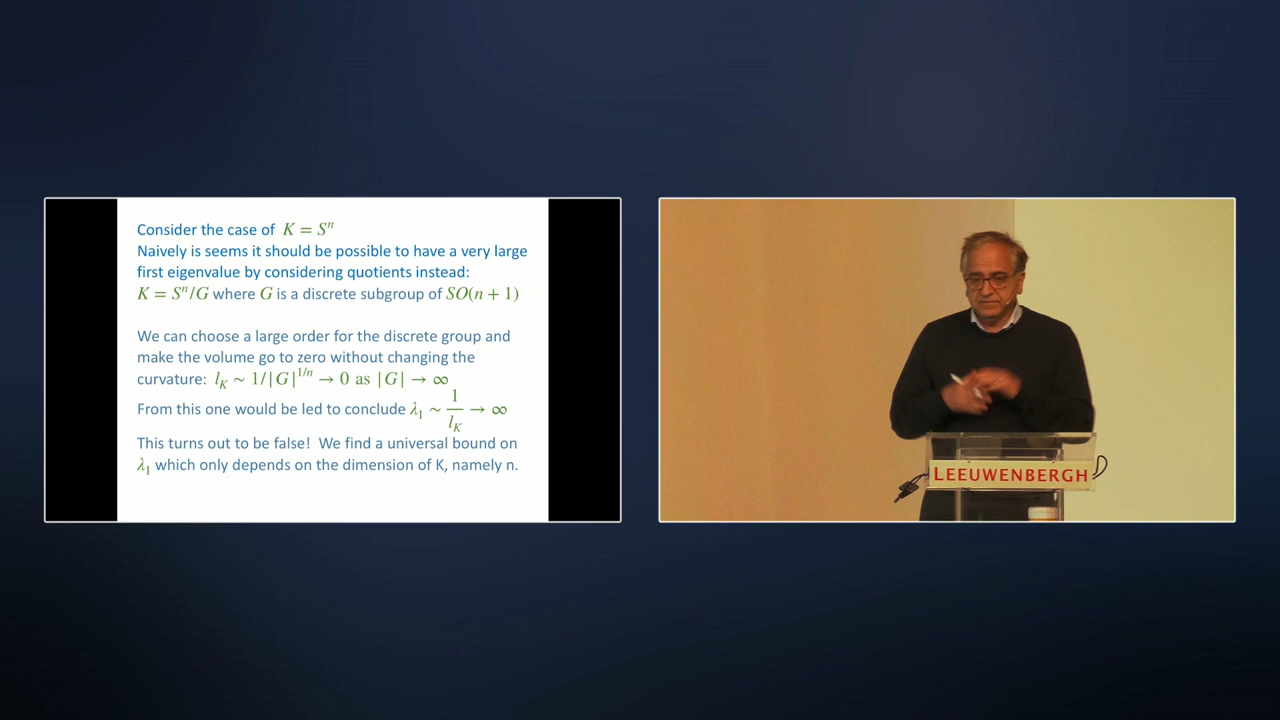 Consider the case of K = Sⁿ
Naively is seems it should be possible to have a very large
first eigenvalue by considering quotients instead:
K = Sⁿ/G where G is a discrete subgroup of SO(n + 1)
We can choose a large order for the discrete group and
make the volume go to zero without changing the
curvature: l_K ~ 1/|G|^{1/n} → 0 as |G| → ∞
From this one would be led to conclude λ₁ ~ 1/l_K → ∞
This turns out to be false! We find a universal bound on
λ₁ which only depends on the dimension of K, namely n.
LEEUWENBERGH